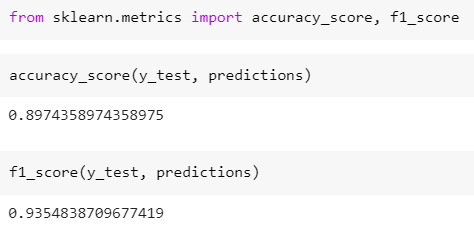 from sklearn.metrics import accuracy_score, f1_score
accuracy_score(y_test, predictions)
0.8974358974358975
f1_score(y_test, predictions)
0.9354838709677419